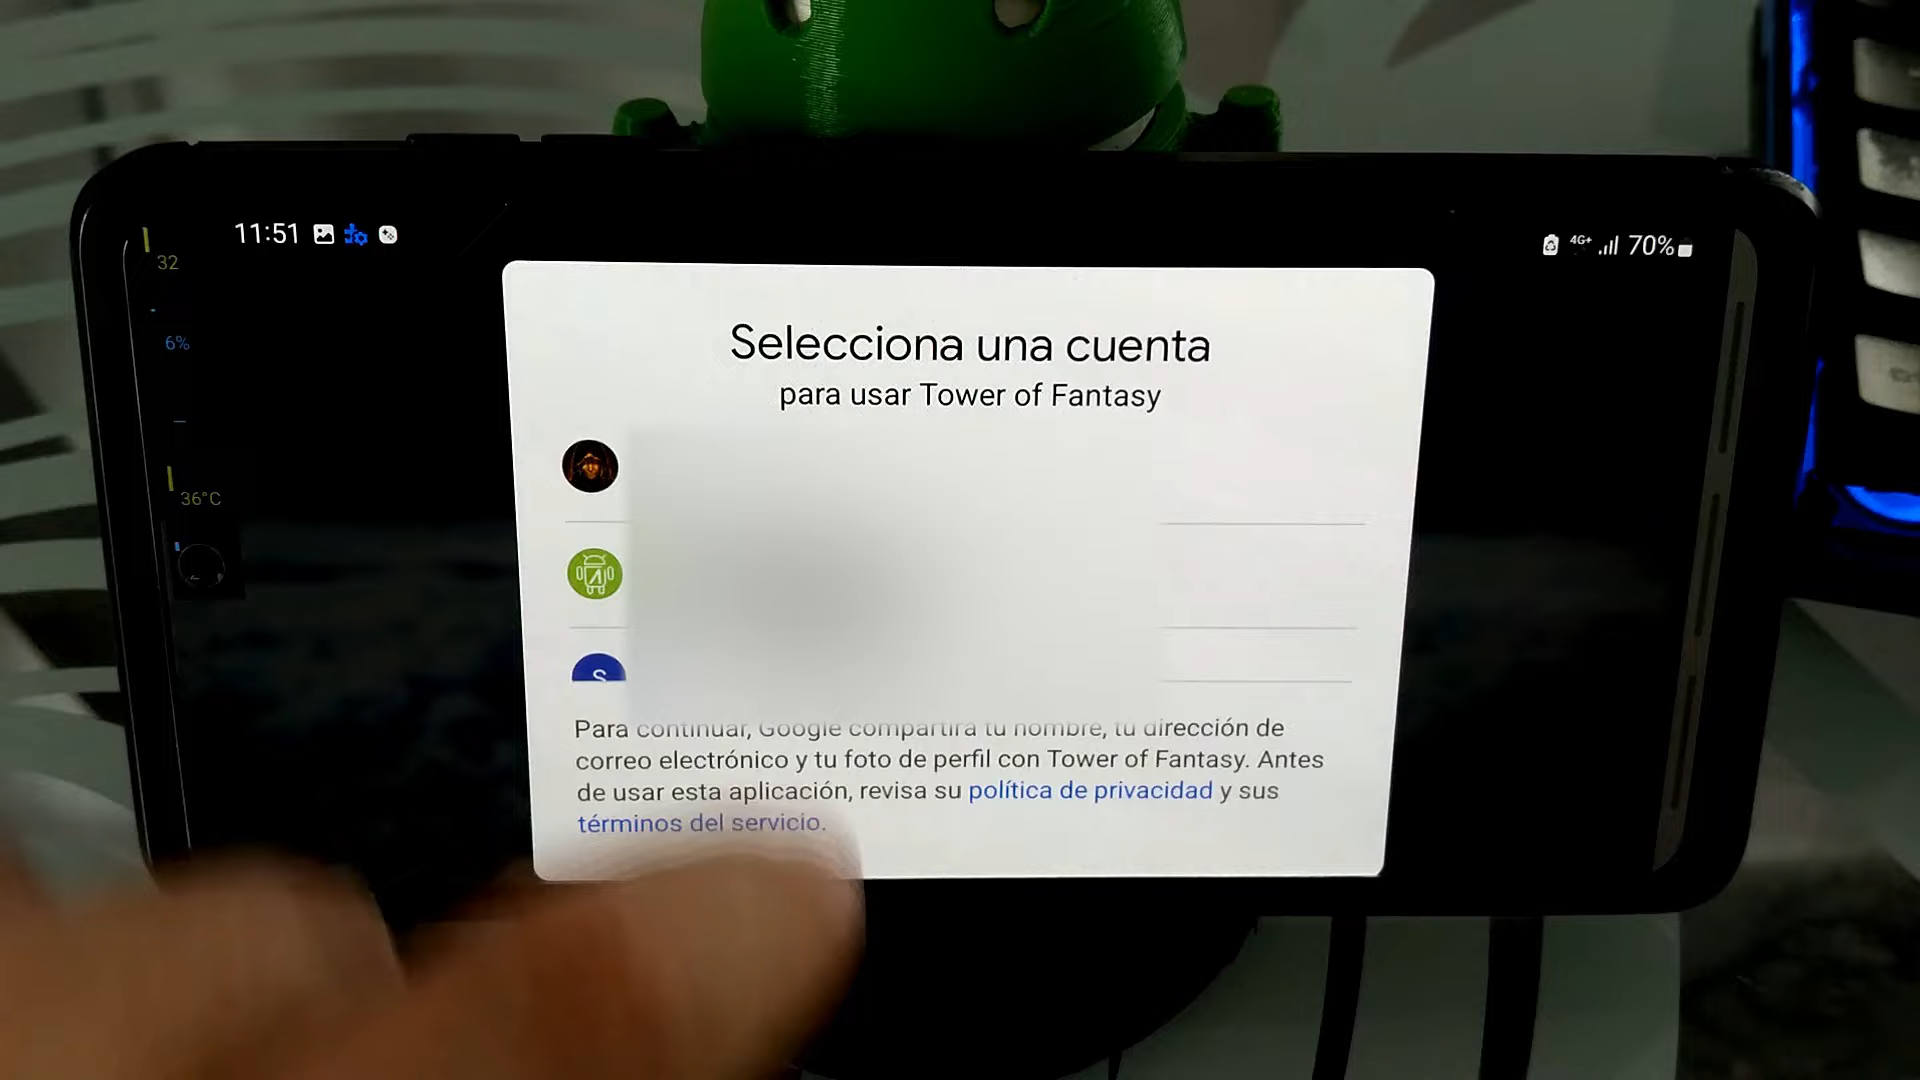 11:51
4G+ 70%
32
6%
36°C
Selecciona una cuenta
para usar Tower of Fantasy
S
Para continuar, Google compartirá tu nombre, tu dirección de
correo electrónico y tu foto de perfil con Tower of Fantasy. Antes
de usar esta aplicación, revisa su política de privacidad y sus
términos del servicio.